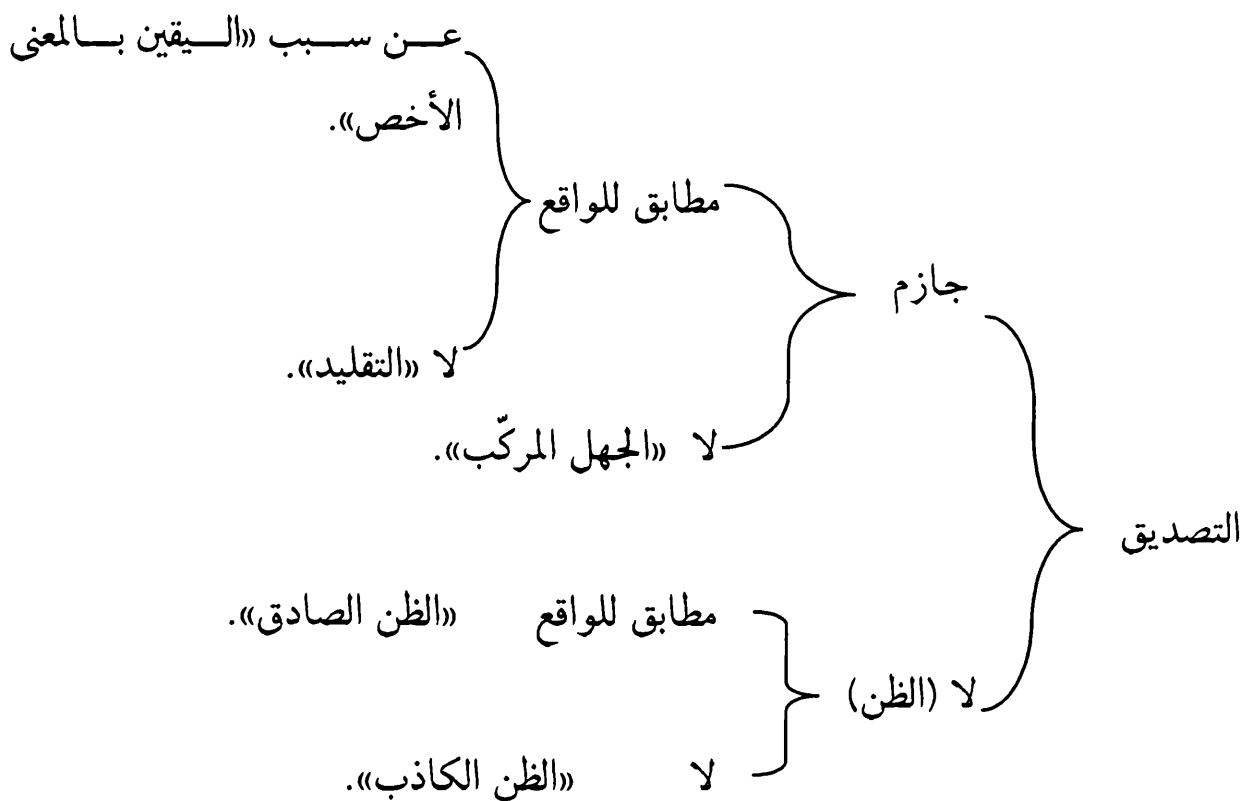 عن سبب «اليقين بالمعنى
الأخص».
مطابق للواقع
جازم
لا «التقليد».
لا «الجهل المركّب».
التصديق
مطابق للواقع «الظن الصادق».
لا (الظن)
لا «الظن الكاذب».